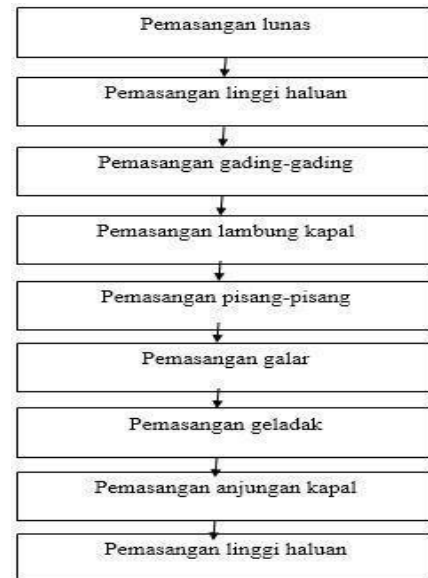 Pemasangan lunas
Pemasangan linggi haluan
Pemasangan gading-gading
Pemasangan lambung kapal
Pemasangan pisang-pisang
Pemasangan galar
Pemasangan geladak
Pemasangan anjungan kapal
Pemasangan linggi haluan